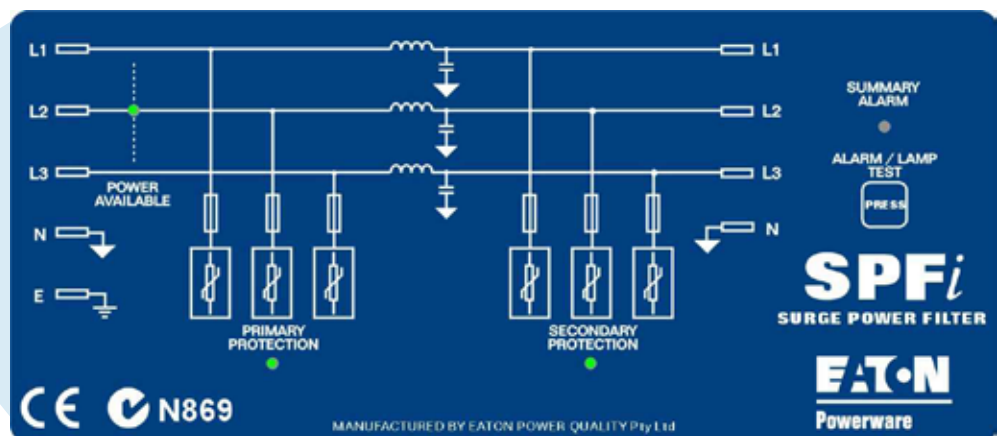 L1
L1
L2
L2
L3
L3
POWER
AVAILABLE
N
N
E
PRIMARY
PROTECTION
SECONDARY
PROTECTION
SUMMARY
ALARM
ALARM / LAMP
TEST
PRESS
SPFi
SURGE POWER FILTER
EATON
Powerware
CE
N869
MANUFACTURED BY EATON POWER QUALITY Pty Ltd